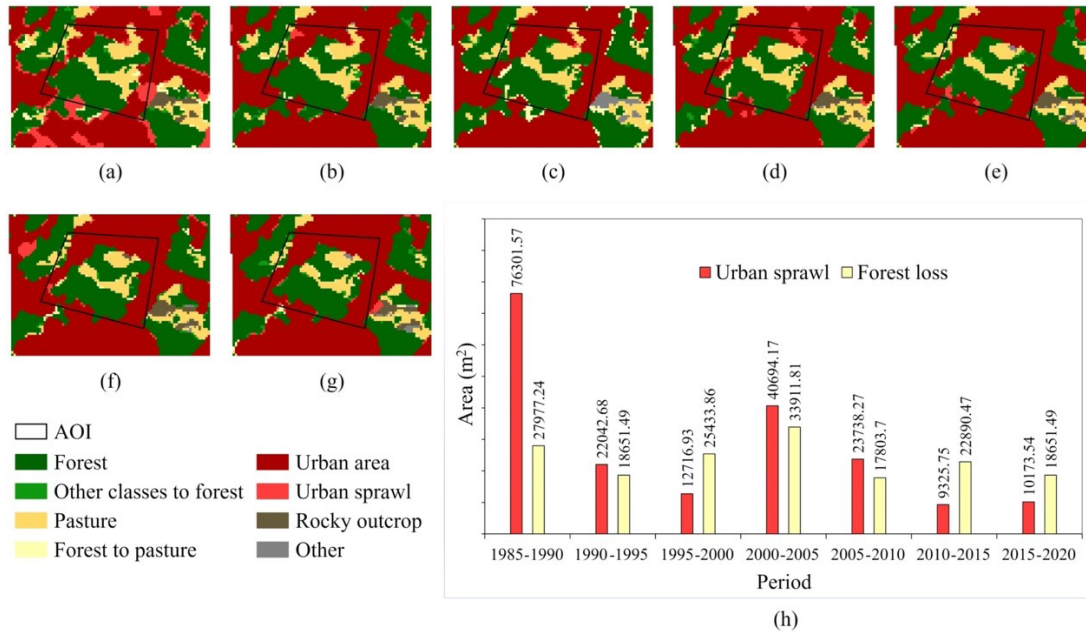 (a)
(b)
(c)
(d)
(e)
(f)
(g)
AOI
Forest
Other classes to forest
Pasture
Forest to pasture
Urban area
Urban sprawl
Rocky outcrop
Other
Urban sprawl
Forest loss
Area (m²)
76301.57
27977.24
22042.68
18651.49
12716.93
25433.86
40694.17
33911.81
23738.27
17803.7
9325.75
22890.47
10173.54
18651.49
1985-1990
1990-1995
1995-2000
2000-2005
2005-2010
2010-2015
2015-2020
Period
(h)